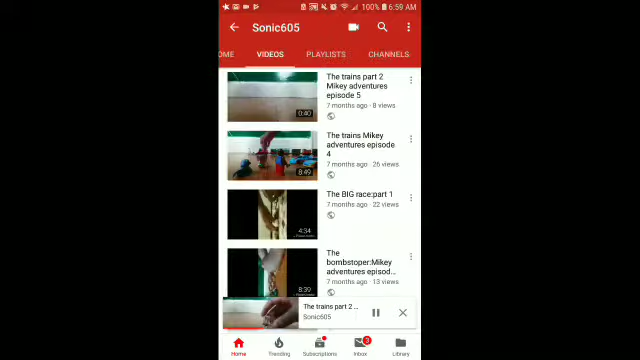 100% 6:59 AM
Sonic605
OME VIDEOS PLAYLISTS CHANNELS
The trains part 2
Mikey adventures
episode 5
7 months ago · 8 views
0:40
The trains Mikey
adventures episode
4
7 months ago · 26 views
8:49
The BIG race:part 1
7 months ago · 22 views
4:34
The
bombstoper:Mikey
adventures episod...
7 months ago · 13 views
8:39
The trains part 2 ...
Sonic605
3
Home Trending Subscriptions Inbox Library